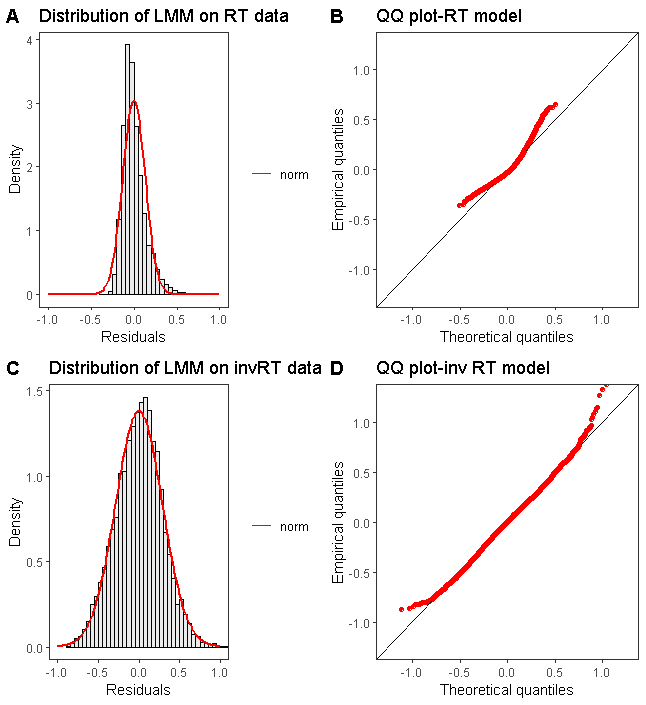 A Distribution of LMM on RT data
4
3
2
1
0
Density
-1.0 -0.5 0.0 0.5 1.0
Residuals
norm
B QQ plot-RT model
1.0
0.5
0.0
-0.5
-1.0
Empirical quantiles
-1.0 -0.5 0.0 0.5 1.0
Theoretical quantiles
C Distribution of LMM on invRT data
1.5
1.0
0.5
0.0
Density
-1.0 -0.5 0.0 0.5 1.0
Residuals
norm
D QQ plot-inv RT model
1.0
0.5
0.0
-0.5
-1.0
Empirical quantiles
-1.0 -0.5 0.0 0.5 1.0
Theoretical quantiles